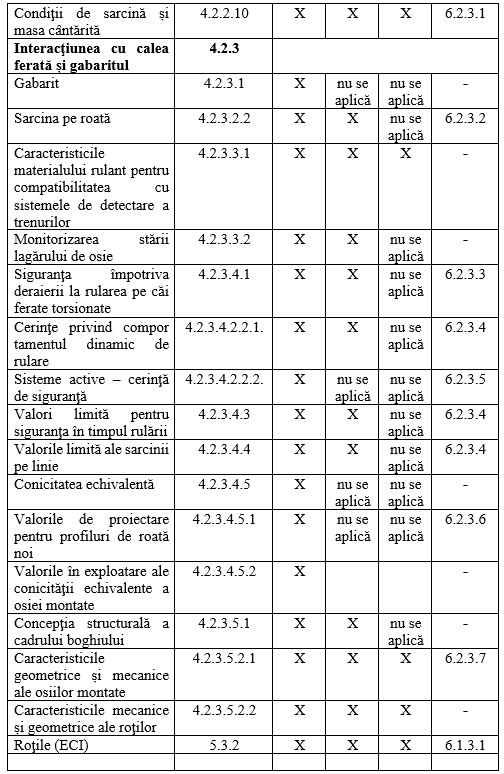 Condiţii de sarcină și 4.2.2.10 X X X 6.2.3.1
masa cântărită
Interacțiunea cu calea 4.2.3
ferată și gabaritul
Gabarit 4.2.3.1 X nu se nu se -
aplică aplică
Sarcina pe roată 4.2.3.2.2 X X nu se 6.2.3.2
aplică
Caracteristicile 4.2.3.3.1 X X X -
materialului rulant pentru
compatibilitatea cu
sistemele de detectare a
trenurilor
Monitorizarea stării 4.2.3.3.2 X X nu se -
lagărului de osie aplică
Siguranţa împotriva 4.2.3.4.1 X X nu se 6.2.3.3
deraierii la rularea pe căi aplică
ferate torsionate
Cerinţe privind compor 4.2.3.4.2.2.1. X X nu se 6.2.3.4
tamentul dinamic de aplică
rulare
Sisteme active – cerinţă 4.2.3.4.2.2.2. X nu se nu se 6.2.3.5
de siguranţă aplică aplică
Valori limită pentru 4.2.3.4.3 X X nu se 6.2.3.4
siguranţa în timpul rulării aplică
Valorile limită ale sarcinii 4.2.3.4.4 X X nu se 6.2.3.4
pe linie aplică
Conicitatea echivalentă 4.2.3.4.5 X nu se nu se -
aplică aplică
Valorile de proiectare 4.2.3.4.5.1 X nu se nu se 6.2.3.6
pentru profiluri de roată aplică aplică
noi
Valorile în exploatare ale 4.2.3.4.5.2 X -
conicităţii echivalente a
osiei montate
Concepţia structurală a 4.2.3.5.1 X X nu se -
cadrului boghiului aplică
Caracteristicile 4.2.3.5.2.1 X X X 6.2.3.7
geometrice și mecanice
ale osiilor montate
Caracteristicile mecanice 4.2.3.5.2.2 X X X -
și geometrice ale roţilor
Roţile (ECI) 5.3.2 X X X 6.1.3.1